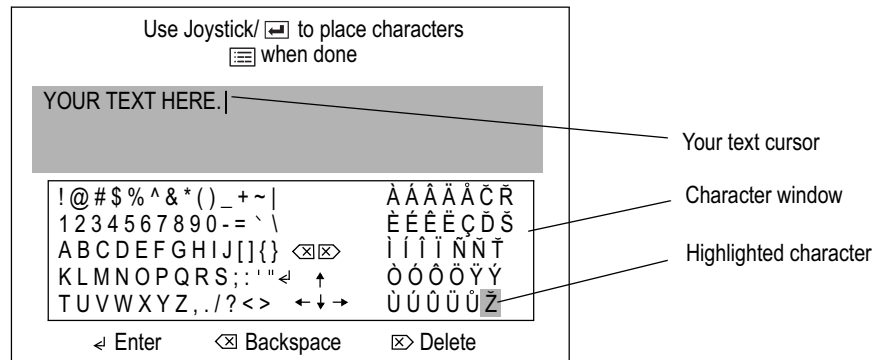 Use Joystick/ ↵ to place characters
when done
YOUR TEXT HERE.
Your text cursor
! @ # $ % ^ & * ( ) _ + ~ | À Á Â Ä Å Č Ř
Character window
1 2 3 4 5 6 7 8 9 0 - = ` \ È É Ê Ë Ç Ď Š
A B C D E F G H I J [ ] { } ⌫ ⌦ Ì Í Î Ï Ñ Ň Ť
Highlighted character
K L M N O P Q R S ; : ' " ↵ ↑ Ò Ó Ô Ö Ÿ Ý
T U V W X Y Z , . / ? < > ← ↓ → Ù Ú Û Ü Ů Ž
↵ Enter ⌫ Backspace ⌦ Delete